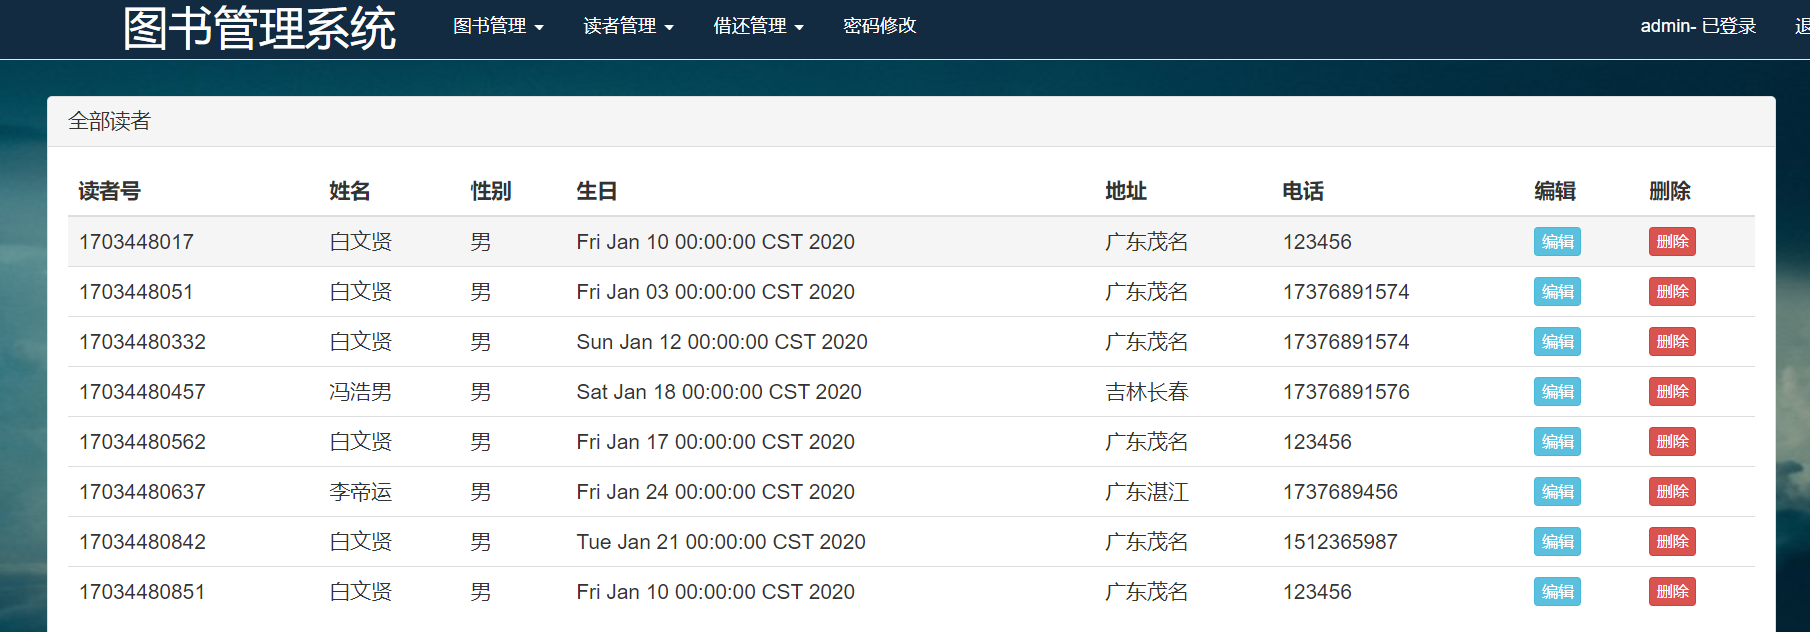 图书管理系统 图书管理 读者管理 借还管理 密码修改 admin- 已登录
全部读者
读者号 姓名 性别 生日 地址 电话 编辑 删除
1703448017 白文贤 男 Fri Jan 10 00:00:00 CST 2020 广东茂名 123456 编辑 删除
1703448051 白文贤 男 Fri Jan 03 00:00:00 CST 2020 广东茂名 17376891574 编辑 删除
17034480332 白文贤 男 Sun Jan 12 00:00:00 CST 2020 广东茂名 17376891574 编辑 删除
17034480457 冯浩男 男 Sat Jan 18 00:00:00 CST 2020 吉林长春 17376891576 编辑 删除
17034480562 白文贤 男 Fri Jan 17 00:00:00 CST 2020 广东茂名 123456 编辑 删除
17034480637 李帝运 男 Fri Jan 24 00:00:00 CST 2020 广东湛江 1737689456 编辑 删除
17034480842 白文贤 男 Tue Jan 21 00:00:00 CST 2020 广东茂名 1512365987 编辑 删除
17034480851 白文贤 男 Fri Jan 10 00:00:00 CST 2020 广东茂名 123456 编辑 删除